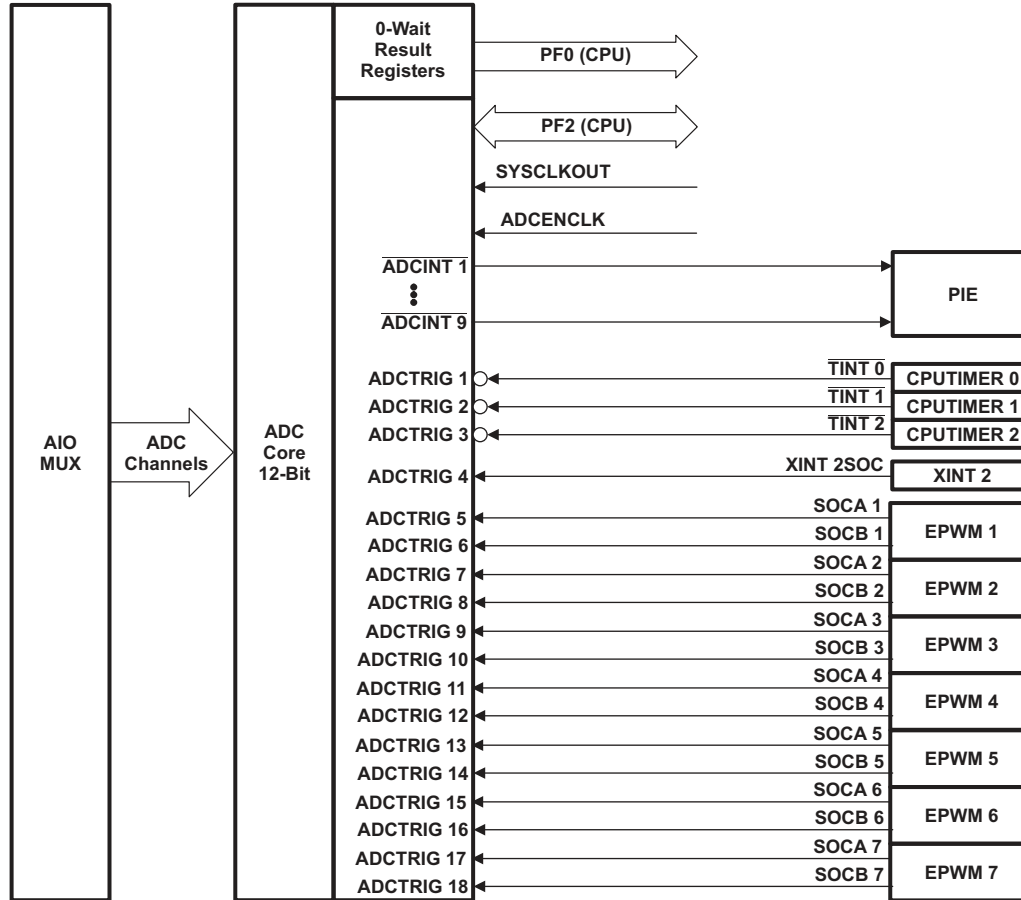 0-Wait
Result
Registers
PF0 (CPU)
PF2 (CPU)
SYSCLKOUT
ADCENCLK
ADCINT 1
PIE
ADCINT 9
TINT 0
ADCTRIG 1
CPUTIMER 0
TINT 1
ADCTRIG 2
CPUTIMER 1
TINT 2
ADCTRIG 3
CPUTIMER 2
AIO
MUX
ADC
Channels
ADC
Core
12-Bit
XINT 2SOC
ADCTRIG 4
XINT 2
SOCA 1
ADCTRIG 5
EPWM 1
SOCB 1
ADCTRIG 6
SOCA 2
ADCTRIG 7
EPWM 2
SOCB 2
ADCTRIG 8
SOCA 3
ADCTRIG 9
EPWM 3
SOCB 3
ADCTRIG 10
SOCA 4
ADCTRIG 11
EPWM 4
SOCB 4
ADCTRIG 12
SOCA 5
ADCTRIG 13
EPWM 5
SOCB 5
ADCTRIG 14
SOCA 6
ADCTRIG 15
EPWM 6
SOCB 6
ADCTRIG 16
SOCA 7
ADCTRIG 17
EPWM 7
SOCB 7
ADCTRIG 18